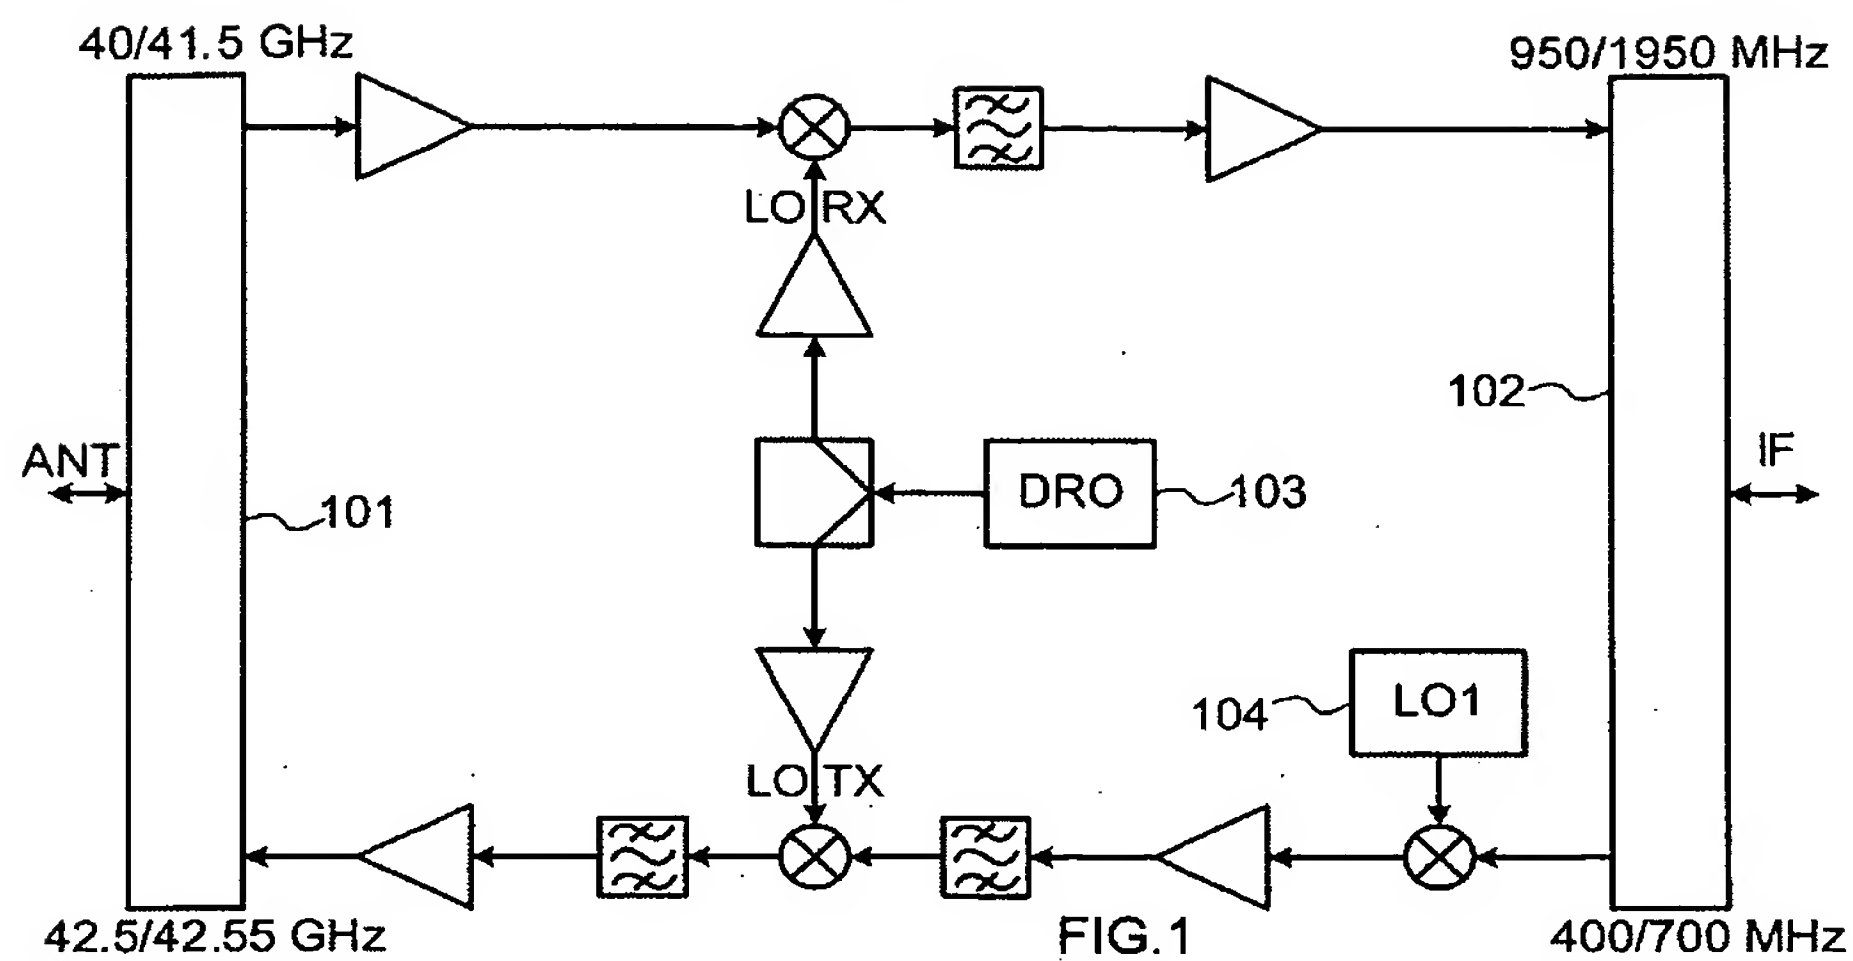 40/41.5 GHz
950/1950 MHz
LO RX
102
ANT
IF
DRO
103
101
LO1
104
LO TX
42.5/42.55 GHz
FIG.1
400/700 MHz